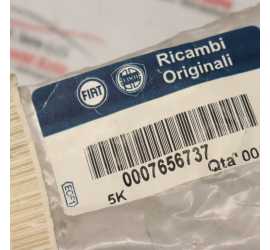 FIAT
Ricambi
Originali
0007656737
5K
Qta' 00